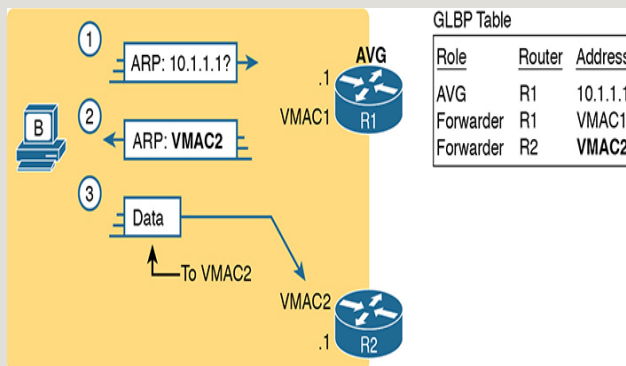 1
ARP: 10.1.1.1?
AVG
.1
VMAC1
R1
B
2
ARP: VMAC2
3
Data
To VMAC2
VMAC2
.1
R2
GLBP Table
Role Router Address
AVG R1 10.1.1.1
Forwarder R1 VMAC1
Forwarder R2 VMAC2